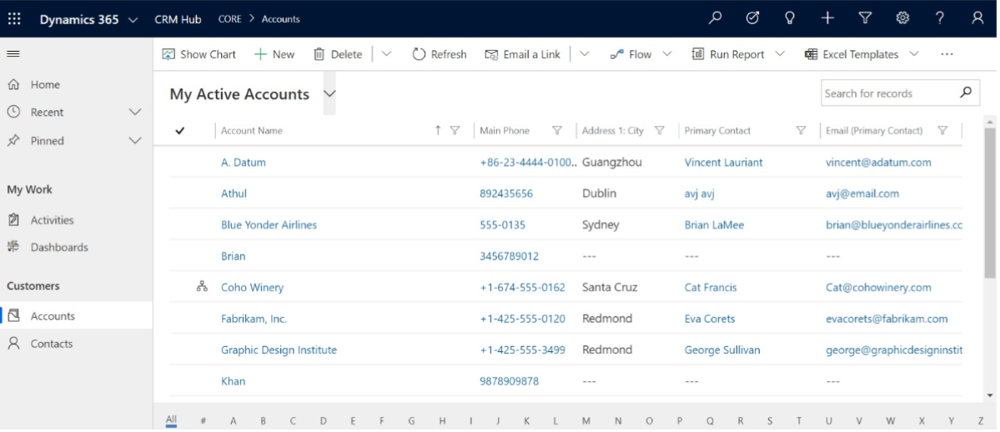 Dynamics 365 CRM Hub CORE > Accounts
Show Chart New Delete Refresh Email a Link Flow Run Report Excel Templates ...
Home
Recent
Pinned
My Work
Activities
Dashboards
Customers
Accounts
Contacts
My Active Accounts
Search for records
Account Name Main Phone Address 1: City Primary Contact Email (Primary Contact)
A. Datum +86-23-4444-0100.. Guangzhou Vincent Lauriant vincent@adatum.com
Athul 892435656 Dublin avj avj avj@email.com
Blue Yonder Airlines 555-0135 Sydney Brian LaMee brian@blueyonderairlines.cc
Brian 3456789012 --- --- ---
Coho Winery +1-674-555-0162 Santa Cruz Cat Francis Cat@cohowinery.com
Fabrikam, Inc. +1-425-555-0120 Redmond Eva Corets evacorets@fabrikam.com
Graphic Design Institute +1-425-555-3499 Redmond George Sullivan george@graphicdesigninstit
Khan 9878909878 --- --- ---
All # A B C D E F G H I J K L M N O P Q R S T U V W X Y Z